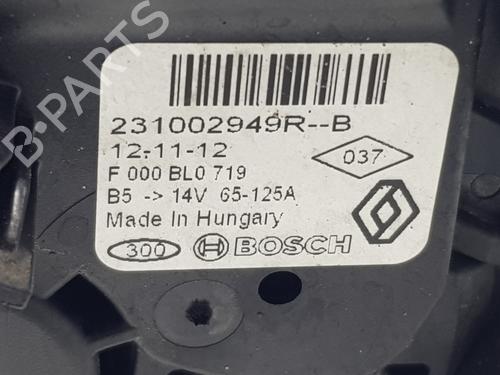 B-PARTS
231002949R--B
12-11-12
037
F 000 BL0 719
B5 -> 14V 65-125A
Made In Hungary
300 BOSCH